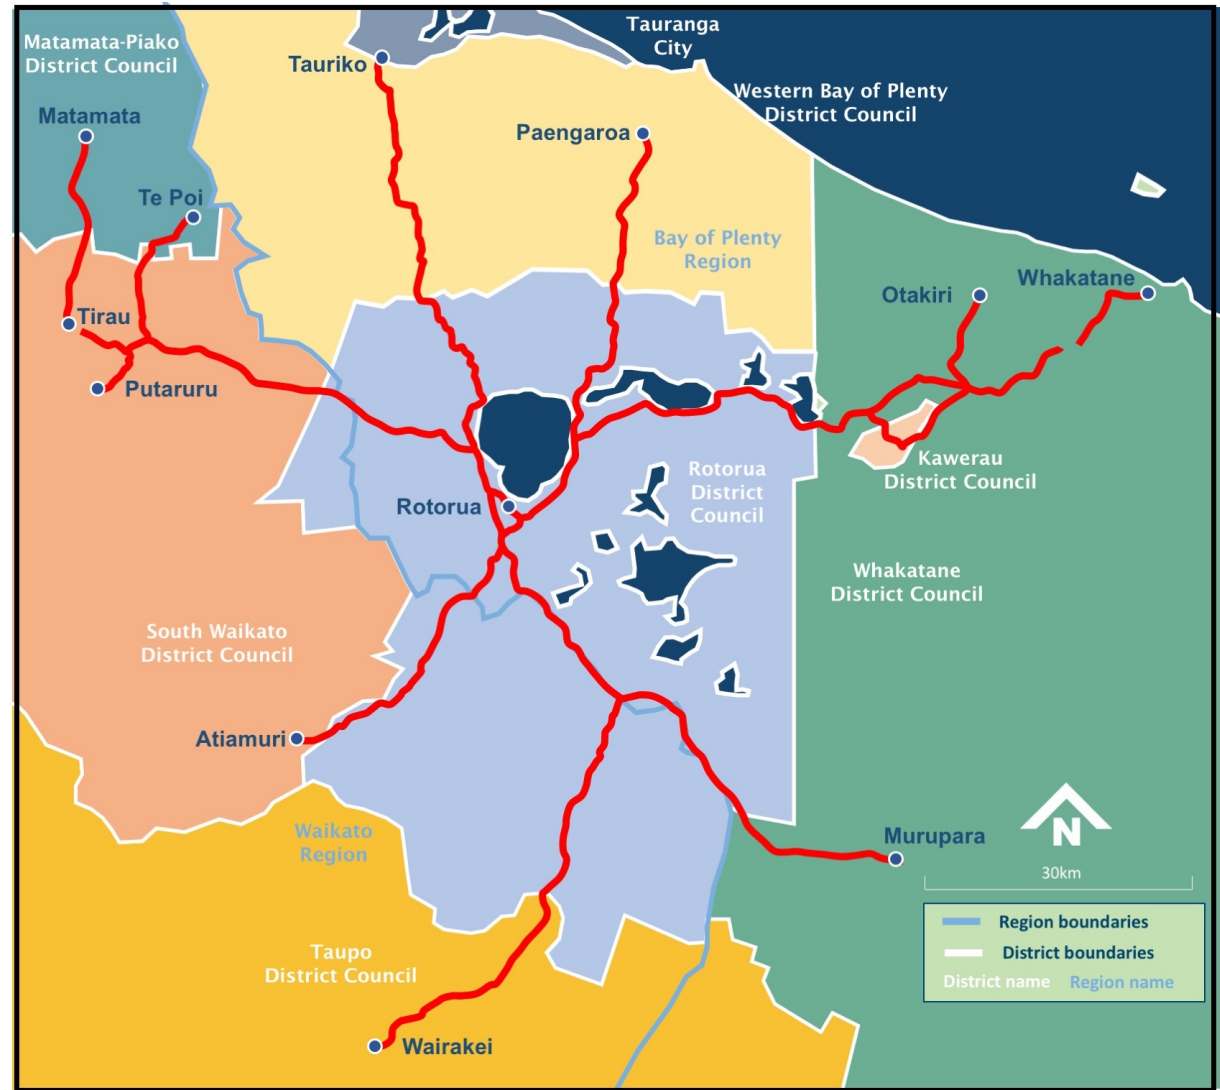 Tauranga
City
Matamata-Piako
District Council
Tauriko
Western Bay of Plenty
District Council
Matamata
Paengaroa
Te Poi
Bay of Plenty
Region
Otakiri
Whakatane
Tirau
Putaruru
Kawerau
District Council
Rotorua
District
Council
Rotorua
Whakatane
District Council
South Waikato
District Council
Atiamuri
Waikato
Region
Murupara
N
30km
Region boundaries
District boundaries
District name Region name
Taupo
District Council
Wairakei